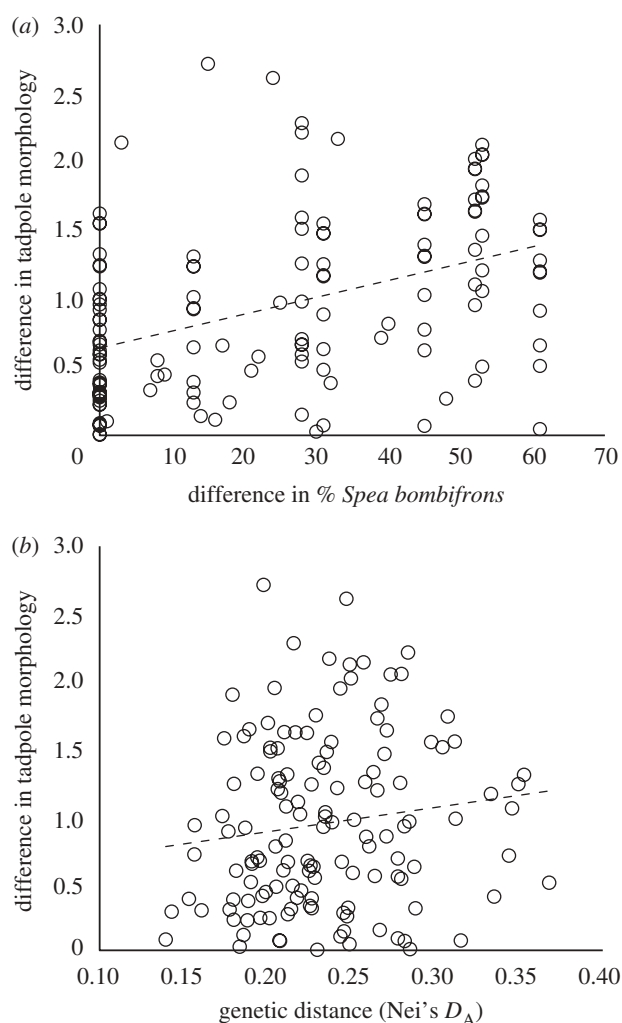 (a)
3.0
2.5
2.0
1.5
1.0
0.5
0 10 20 30 40 50 60 70
difference in tadpole morphology
difference in % Spea bombifrons
(b)
3.0
2.5
2.0
1.5
1.0
0.5
0
0.10 0.20 0.20 0.25 0.30 0.35 0.40
difference in tadpole morphology
genetic distance (Nei's DA)